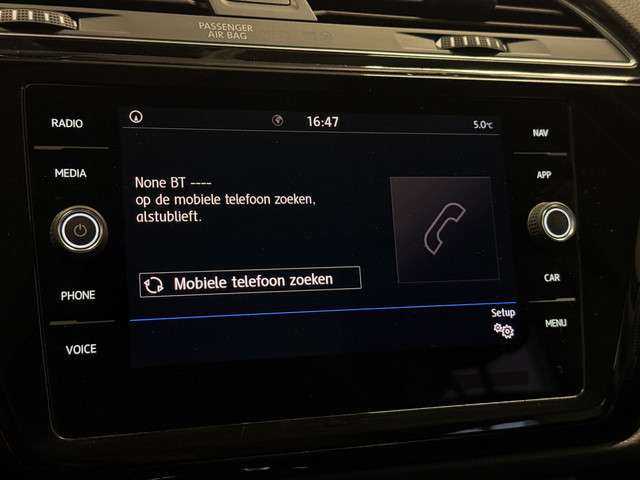 PASSENGER
AIR BAG
RADIO
MEDIA
PHONE
VOICE
16:47
5.0°C
None BT ----
op de mobiele telefoon zoeken,
alstublieft.
Mobiele telefoon zoeken
Setup
NAV
APP
CAR
MENU